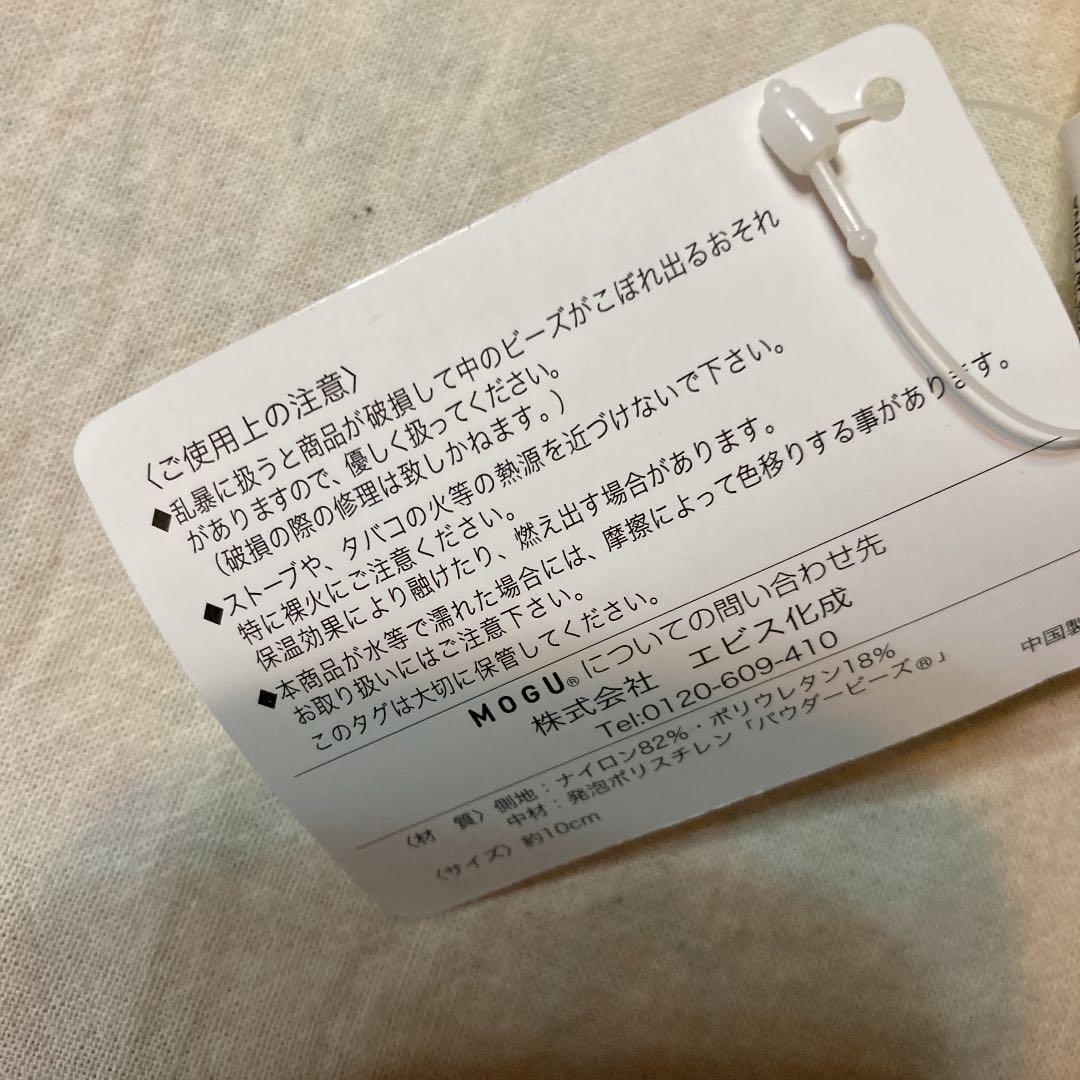 〈ご使用上の注意〉
◆乱暴に扱うと商品が破損して中のビーズがこぼれ出るおそれ
がありますので、優しく扱ってください。
(破損の際の修理は致しかねます。)
◆ストーブや、タバコの火等の熱源を近づけないで下さい。
特に裸火にご注意ください。
保温効果により融けたり、燃え出す場合があります。
◆本商品が水等で濡れた場合には、摩擦によって色移りする事があります。
お取り扱いにはご注意下さい。
このタグは大切に保管してください。
MOGU®についての問い合わせ先
株式会社 エビス化成
Tel:0120-609-410
〈材 質〉側地:ナイロン82%・ポリウレタン18%
中材:発泡ポリスチレン「パウダービーズ®」
〈サイズ〉約10cm
中国製